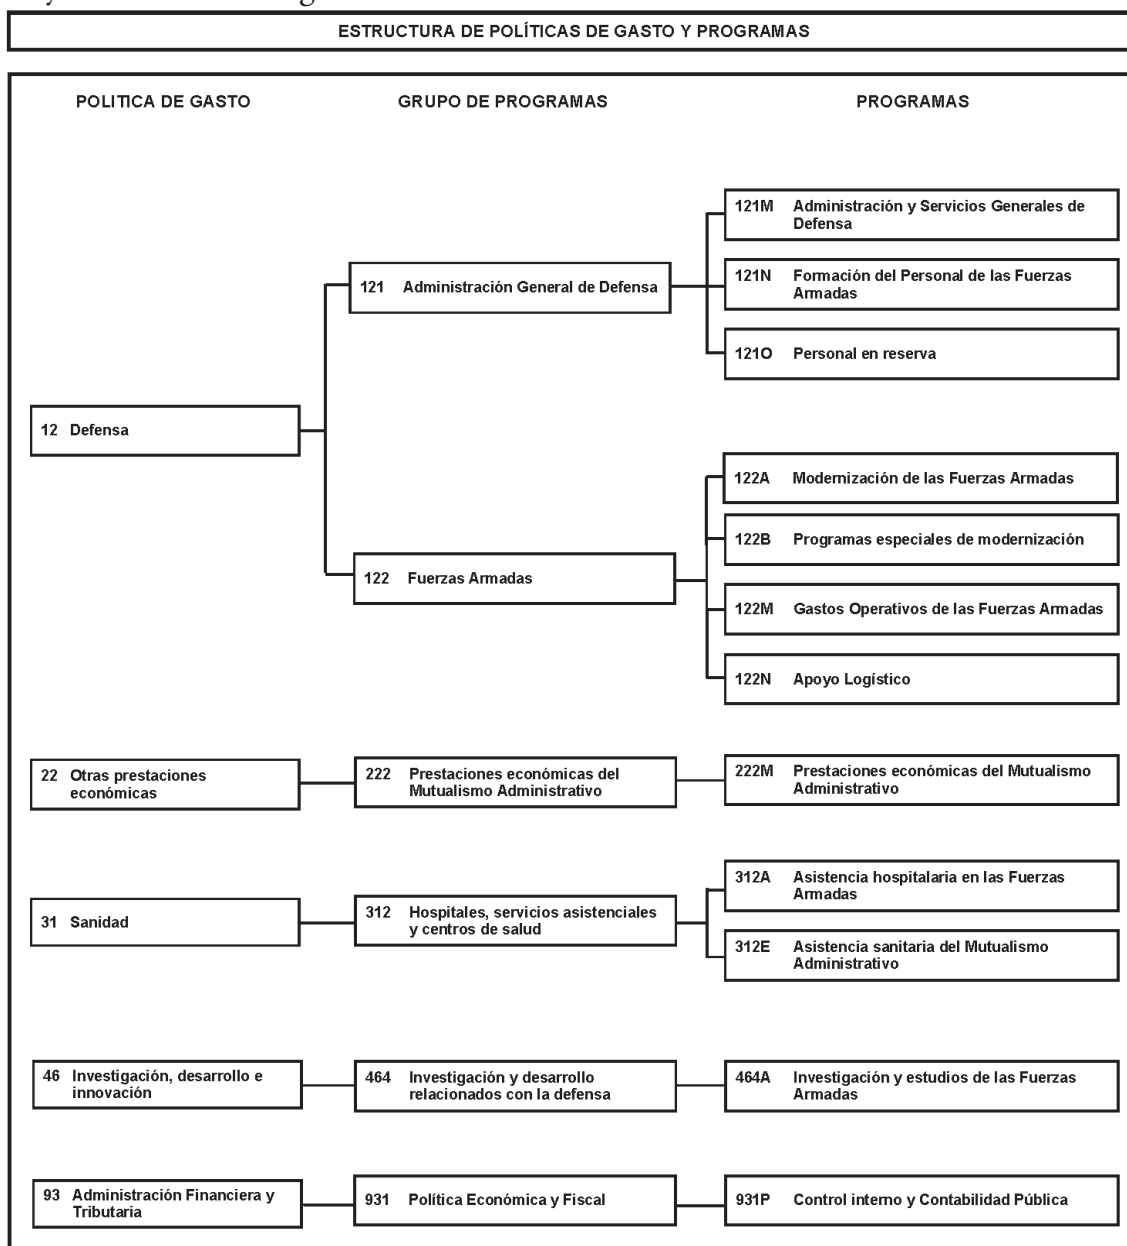 ESTRUCTURA DE POLÍTICAS DE GASTO Y PROGRAMAS
POLITICA DE GASTO
GRUPO DE PROGRAMAS
PROGRAMAS
121M Administración y Servicios Generales de
Defensa
121 Administración General de Defensa
121N Formación del Personal de las Fuerzas
Armadas
121O Personal en reserva
12 Defensa
122A Modernización de las Fuerzas Armadas
122B Programas especiales de modernización
122 Fuerzas Armadas
122M Gastos Operativos de las Fuerzas Armadas
122N Apoyo Logístico
22 Otras prestaciones
económicas
222 Prestaciones económicas del
Mutualismo Administrativo
222M Prestaciones económicas del Mutualismo
Administrativo
31 Sanidad
312 Hospitales, servicios asistenciales
y centros de salud
312A Asistencia hospitalaria en las Fuerzas
Armadas
312E Asistencia sanitaria del Mutualismo
Administrativo
46 Investigación, desarrollo e
innovación
464 Investigación y desarrollo
relacionados con la defensa
464A Investigación y estudios de las Fuerzas
Armadas
93 Administración Financiera y
Tributaria
931 Política Económica y Fiscal
931P Control interno y Contabilidad Pública